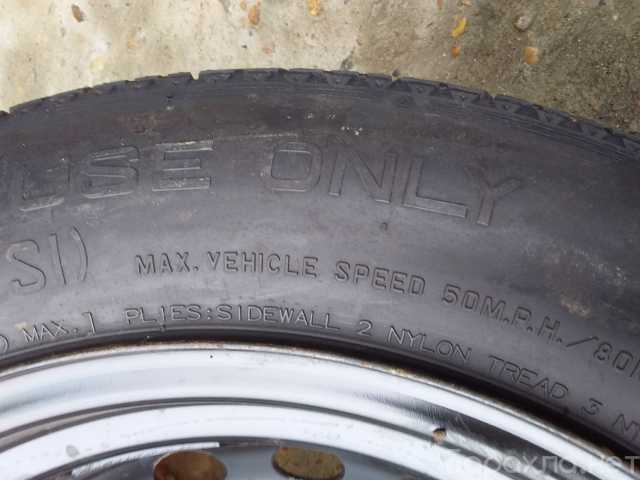 USE ONLY
SI) MAX. VEHICLE SPEED 50M.P.H./80
MAX.] PLIES:SIDEWALL 2 NYLON TREAD 3 N